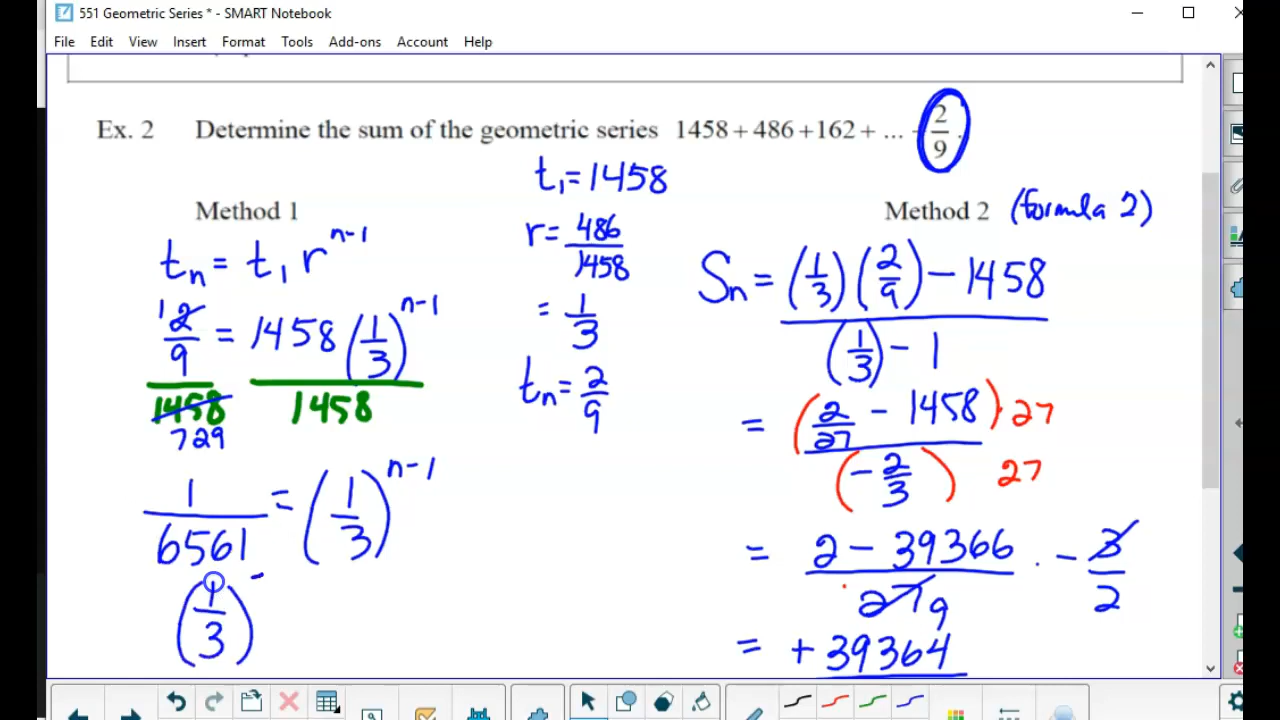 551 Geometric Series * - SMART Notebook
File Edit View Insert Format Tools Add-ons Account Help
Ex. 2 Determine the sum of the geometric series 1458 + 486 + 162 + ... + 2/9.
t₁ = 1458
Method 1
tₙ = t₁ r^(n-1)
1 2/9 = 1458 (1/3)^(n-1)
1458 1458
729
1/6561 = (1/3)^(n-1)
(1/3)
r = 486/1458
= 1/3
tₙ = 2/9
Method 2 (formula 2)
Sₙ = ((1/3)(2/9) - 1458) / ((1/3) - 1)
= (2/27 - 1458) · 27 / (-2/3) 27
= (2 - 39366)/27 9 · - 3/2
= + 39364